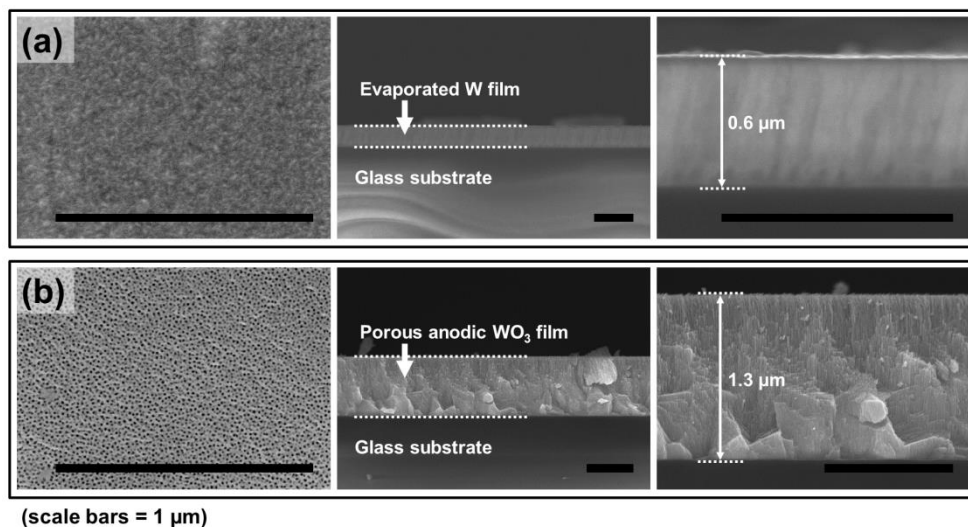 (a)
Evaporated W film
Glass substrate
0.6 µm
(b)
Porous anodic WO₃ film
Glass substrate
1.3 µm
(scale bars = 1 µm)